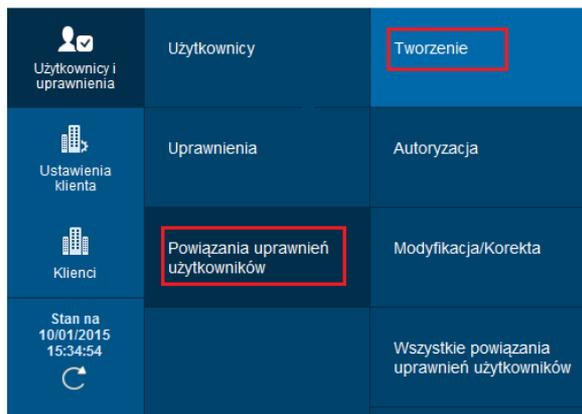 Użytkownicy i
uprawnienia
Użytkownicy
Tworzenie
Ustawienia
klienta
Uprawnienia
Autoryzacja
Klienci
Powiązania uprawnień
użytkowników
Modyfikacja/Korekta
Stan na
10/01/2015
15:34:54
Wszystkie powiązania
uprawnień użytkowników